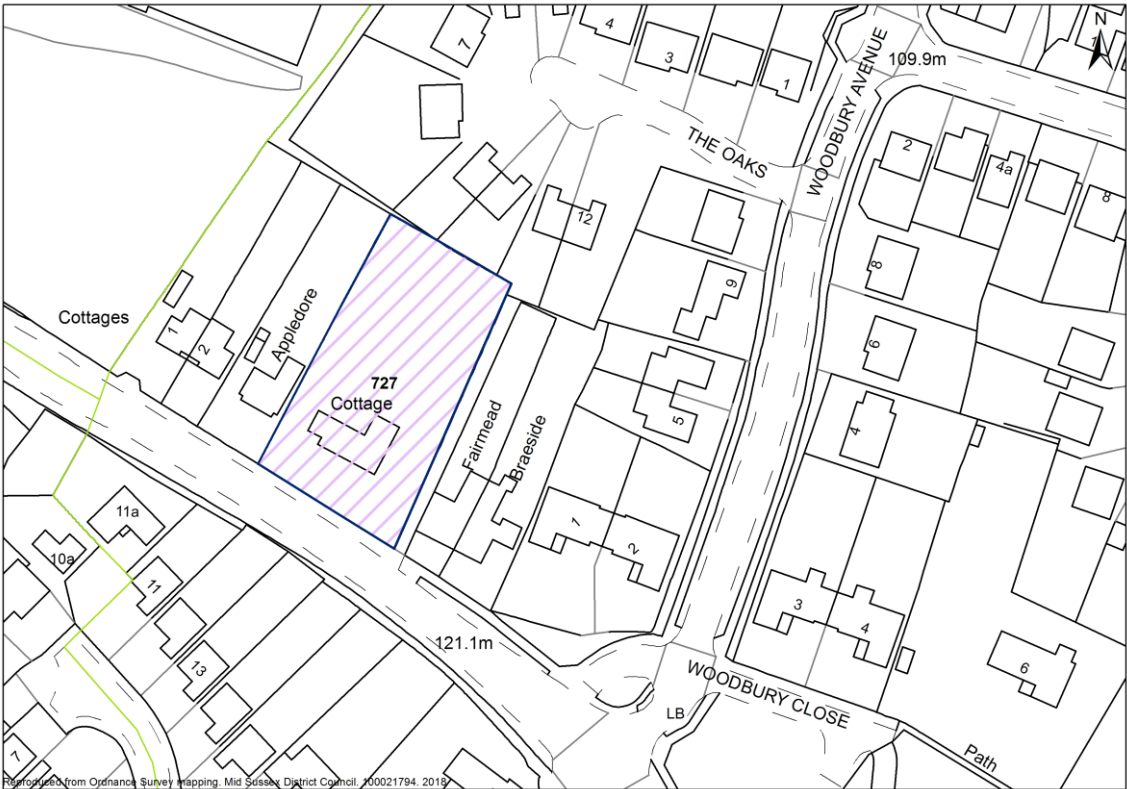 7
4
3
1
N
1
109.9m
WOODBURY AVENUE
THE OAKS
2
4a
8
12
8
9
Cottages
1
2
Appledore
727
Cottage
6
5
4
Fairmead
Braeside
11a
10a
11
1
2
3
4
13
121.1m
6
WOODBURY CLOSE
LB
Path
7
Reproduced from Ordnance Survey mapping. Mid Sussex District Council. 100021794. 2018